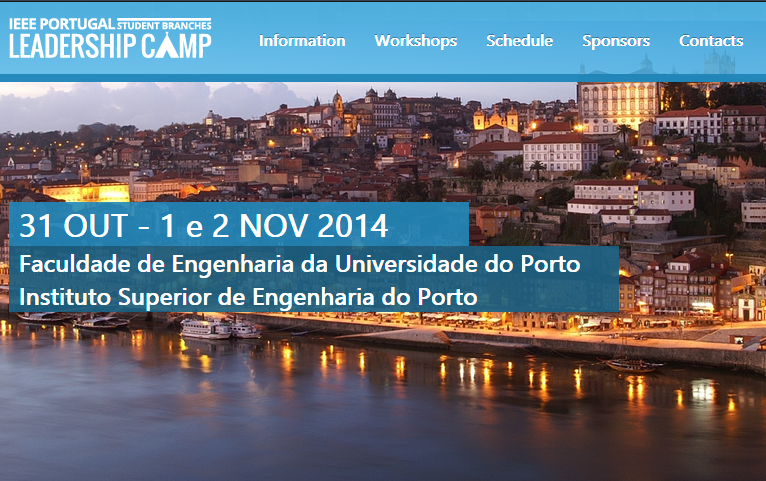 IEEE PORTUGAL STUDENT BRANCHES
LEADERSHIP CAMP
Information Workshops Schedule Sponsors Contacts
31 OUT - 1 e 2 NOV 2014
Faculdade de Engenharia da Universidade do Porto
Instituto Superior de Engenharia do Porto